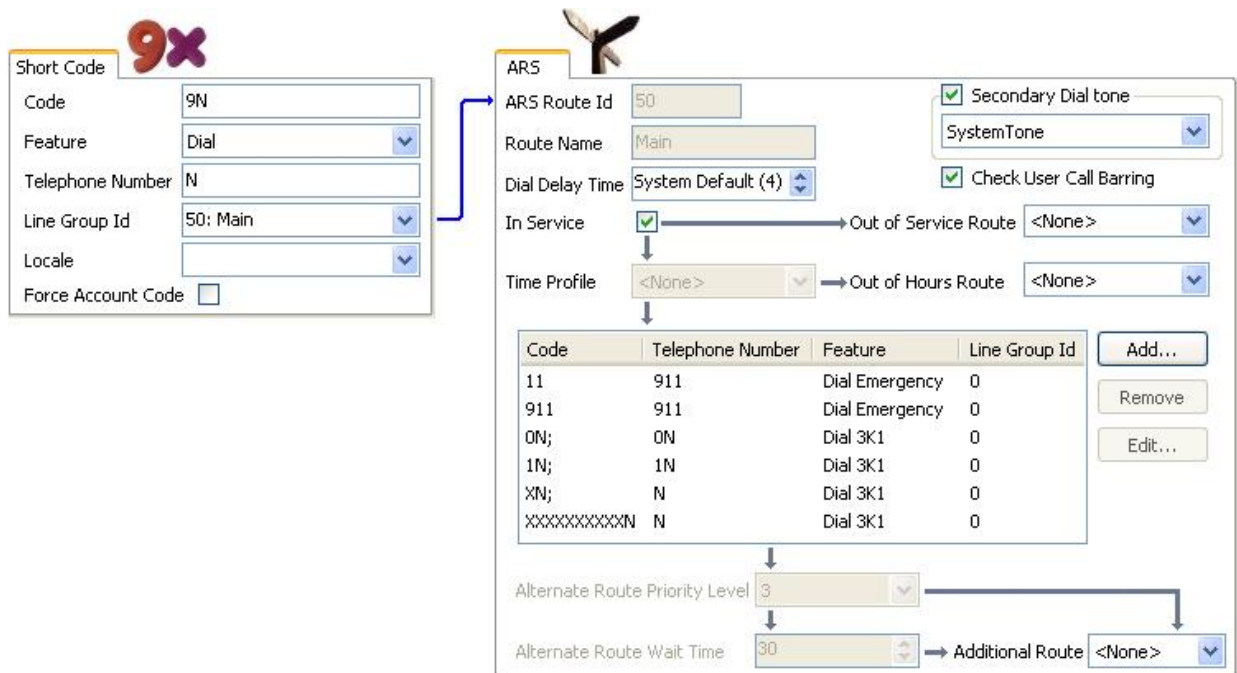 9x
Short Code
Code 9N
Feature Dial
Telephone Number N
Line Group Id 50: Main
Locale
Force Account Code
ARS
ARS Route Id 50
Secondary Dial tone
Route Name Main
SystemTone
Dial Delay Time System Default (4)
Check User Call Barring
In Service
Out of Service Route <None>
Time Profile <None>
Out of Hours Route <None>
Code Telephone Number Feature Line Group Id
11 911 Dial Emergency 0
911 911 Dial Emergency 0
0N; 0N Dial 3K1 0
1N; 1N Dial 3K1 0
XN; N Dial 3K1 0
XXXXXXXXXXN N Dial 3K1 0
Add...
Remove
Edit...
Alternate Route Priority Level 3
Alternate Route Wait Time 30
Additional Route <None>